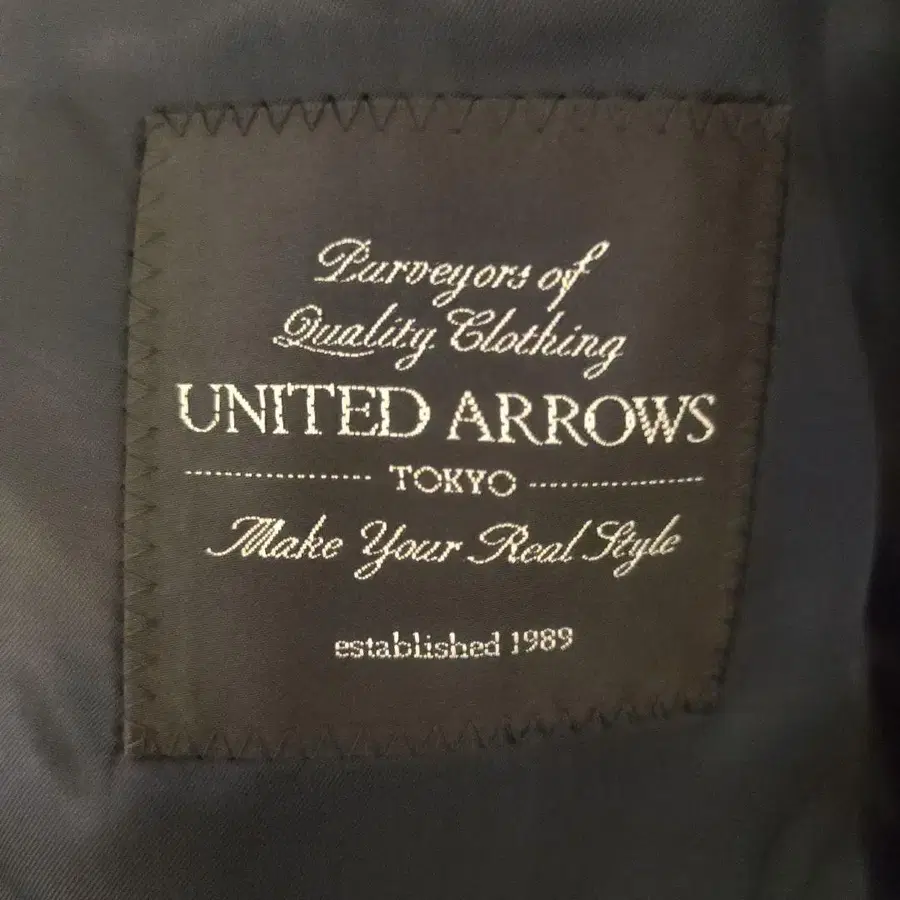 Purveyors of
Quality Clothing
UNITED ARROWS
TOKYO
Make Your Real Style
established 1989